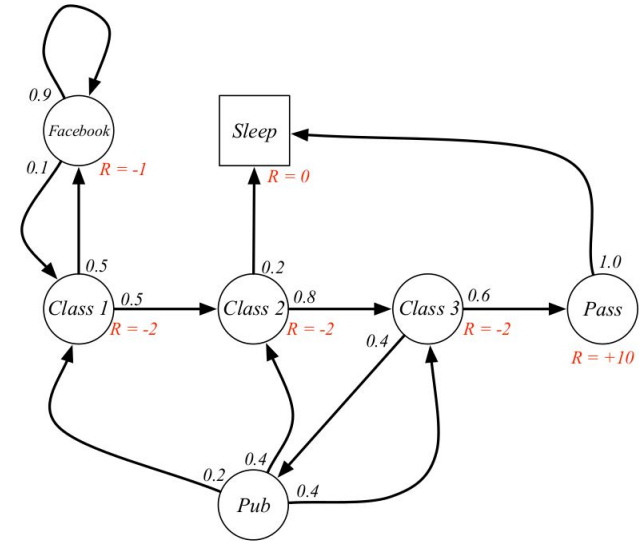 0.9
Facebook
Sleep
0.1
R = -1
R = 0
0.5
0.2
1.0
Class 1
0.5
Class 2
0.8
Class 3
0.6
Pass
R = -2
R = -2
R = -2
0.4
R = +10
0.4
0.2
0.4
Pub